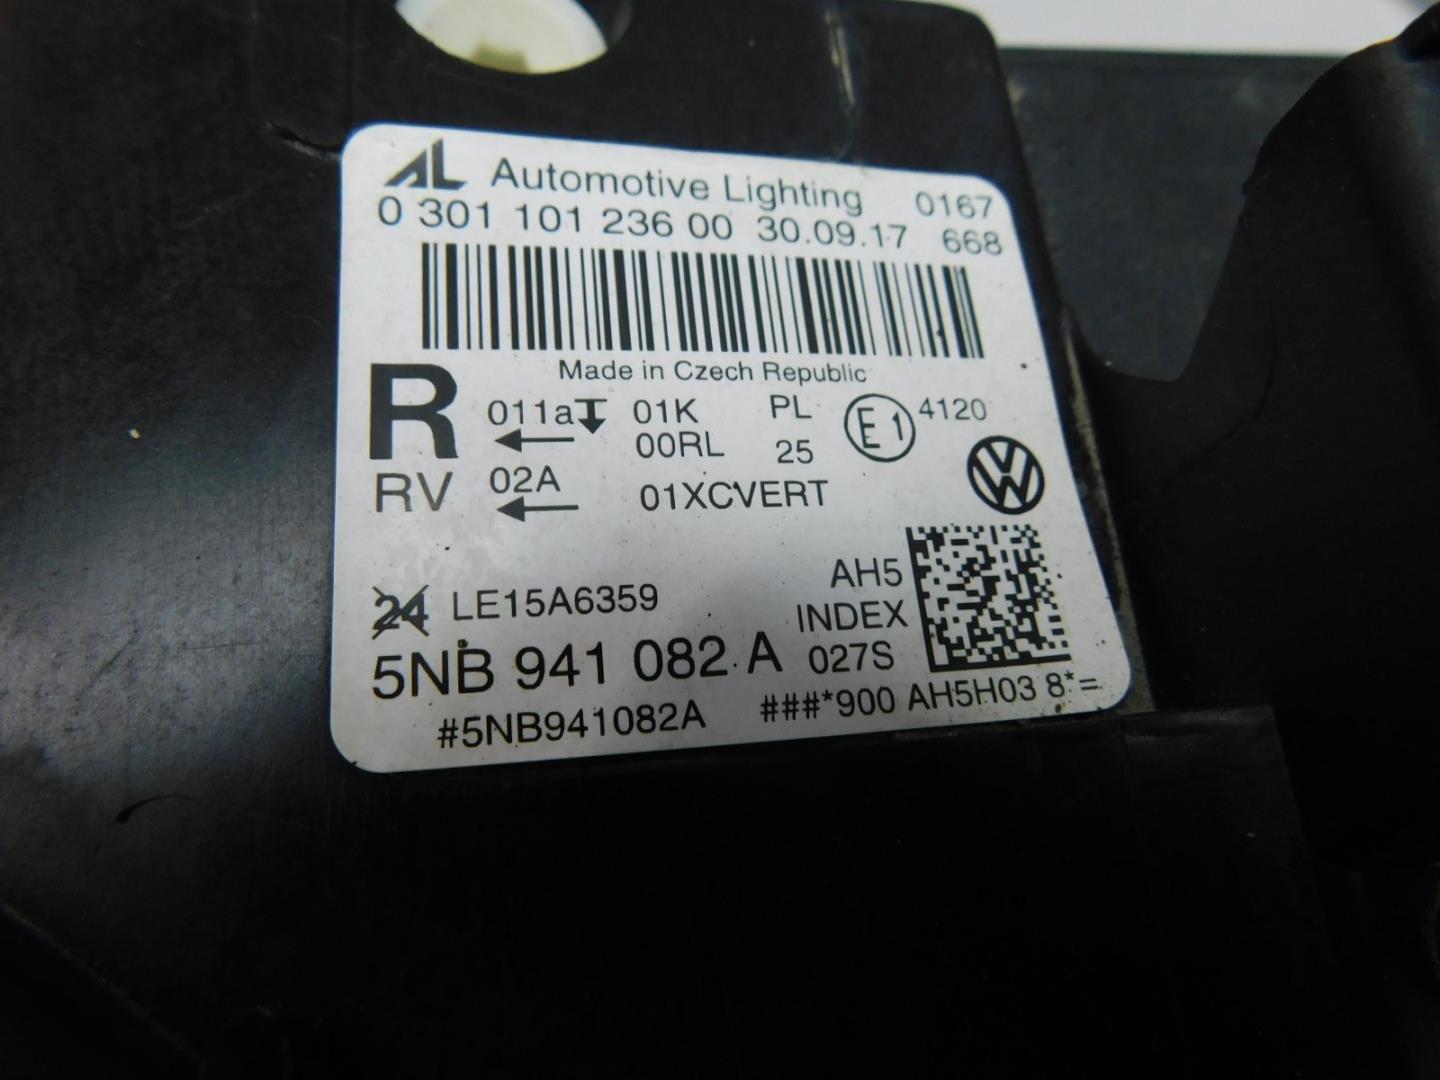 AL Automotive Lighting 0167
0 301 101 236 00 30.09.17 668
Made in Czech Republic
R 011a 01K PL E1 4120
00RL 25
RV 02A 01XCVERT
24 LE15A6359 AH5
INDEX
5NB 941 082 A 027S
#5NB941082A ###*900 AH5H03 8*=